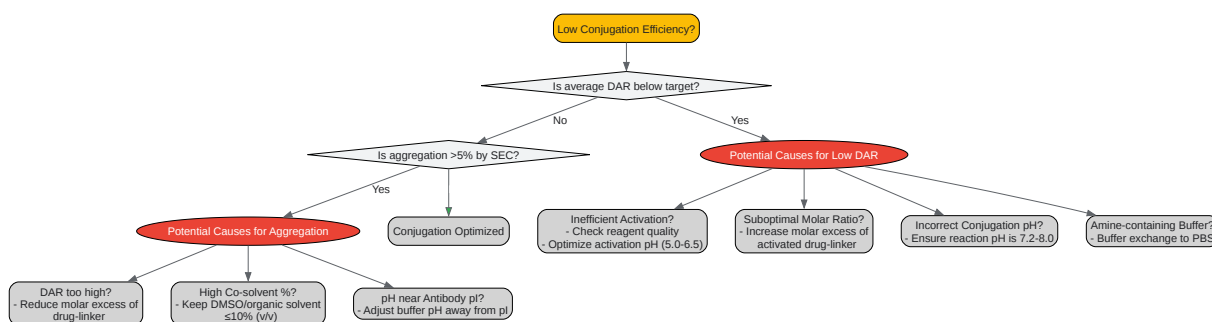 Low Conjugation Efficiency?
Is average DAR below target?
No
Yes
Is aggregation >5% by SEC?
Potential Causes for Low DAR
Yes
Potential Causes for Aggregation
Conjugation Optimized
Inefficient Activation?
- Check reagent quality
- Optimize activation pH (5.0-6.5)
Suboptimal Molar Ratio?
- Increase molar excess of
activated drug-linker
Incorrect Conjugation pH?
- Ensure reaction pH is 7.2-8.0
Amine-containing Buffer?
- Buffer exchange to PBS
DAR too high?
- Reduce molar excess of
drug-linker
High Co-solvent %?
- Keep DMSO/organic solvent
≤10% (v/v)
pH near Antibody pI?
- Adjust buffer pH away from pI